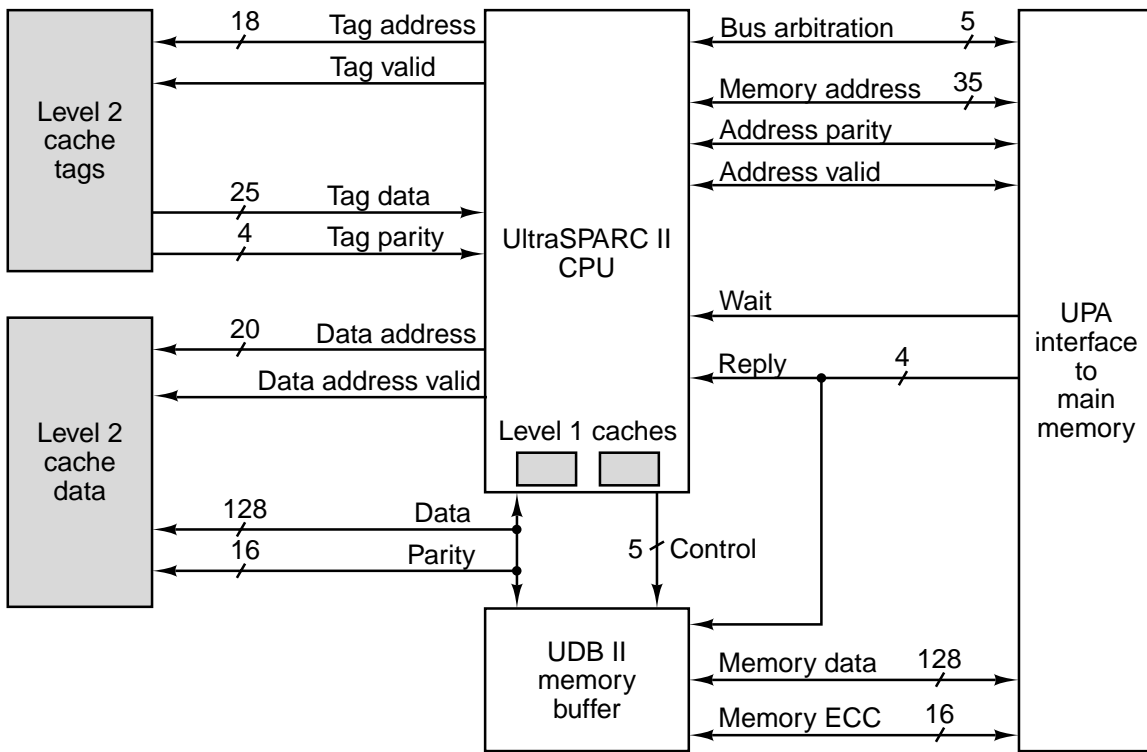 18
Tag address
Tag valid
Level 2
cache
tags
25
Tag data
4
Tag parity
Bus arbitration
5
Memory address
35
Address parity
Address valid
UltraSPARC II
CPU
Wait
Reply
4
UPA
interface
to
main
memory
20
Data address
Data address valid
Level 2
cache
data
Level 1 caches
128
Data
16
Parity
5
Control
UDB II
memory
buffer
Memory data
128
Memory ECC
16